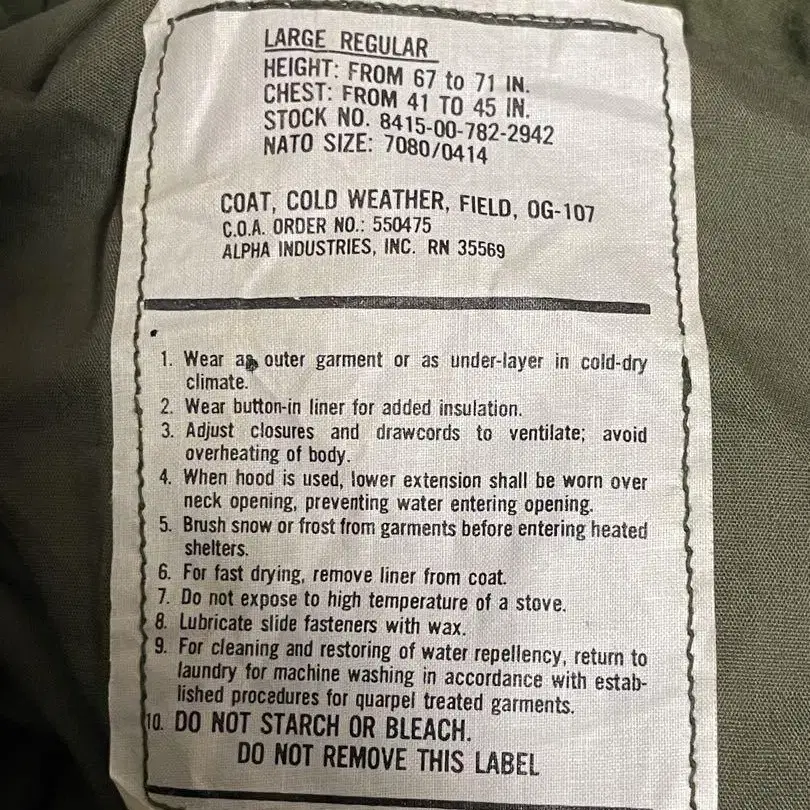 LARGE REGULAR
HEIGHT: FROM 67 to 71 IN.
CHEST: FROM 41 TO 45 IN.
STOCK NO. 8415-00-782-2942
NATO SIZE: 7080/0414
COAT, COLD WEATHER, FIELD, OG-107
C.O.A. ORDER NO.: 550475
ALPHA INDUSTRIES, INC. RN 35569
1. Wear as outer garment or as under-layer in cold-dry
climate.
2. Wear button-in liner for added insulation.
3. Adjust closures and drawcords to ventilate; avoid
overheating of body.
4. When hood is used, lower extension shall be worn over
neck opening, preventing water entering opening.
5. Brush snow or frost from garments before entering heated
shelters.
6. For fast drying, remove liner from coat.
7. Do not expose to high temperature of a stove.
8. Lubricate slide fasteners with wax.
9. For cleaning and restoring of water repellency, return to
laundry for machine washing in accordance with estab-
lished procedures for quarpel treated garments.
10. DO NOT STARCH OR BLEACH.
DO NOT REMOVE THIS LABEL